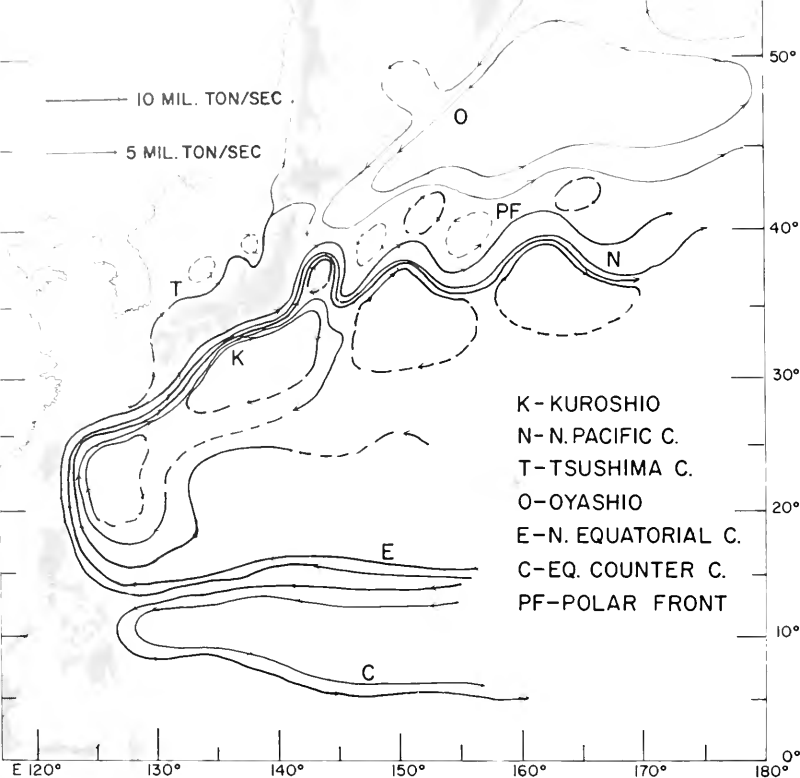 50°
10 MIL. TON/SEC
O
5 MIL. TON/SEC
PF
40°
N
T
K
30°
K-KUROSHIO
N-N. PACIFIC C.
T-TSUSHIMA C.
20°
O-OYASHIO
E-N. EQUATORIAL C.
E
C-EQ. COUNTER C.
PF-POLAR FRONT
10°
C
0°
E 120° 130° 140° 150° 160° 170° 180°